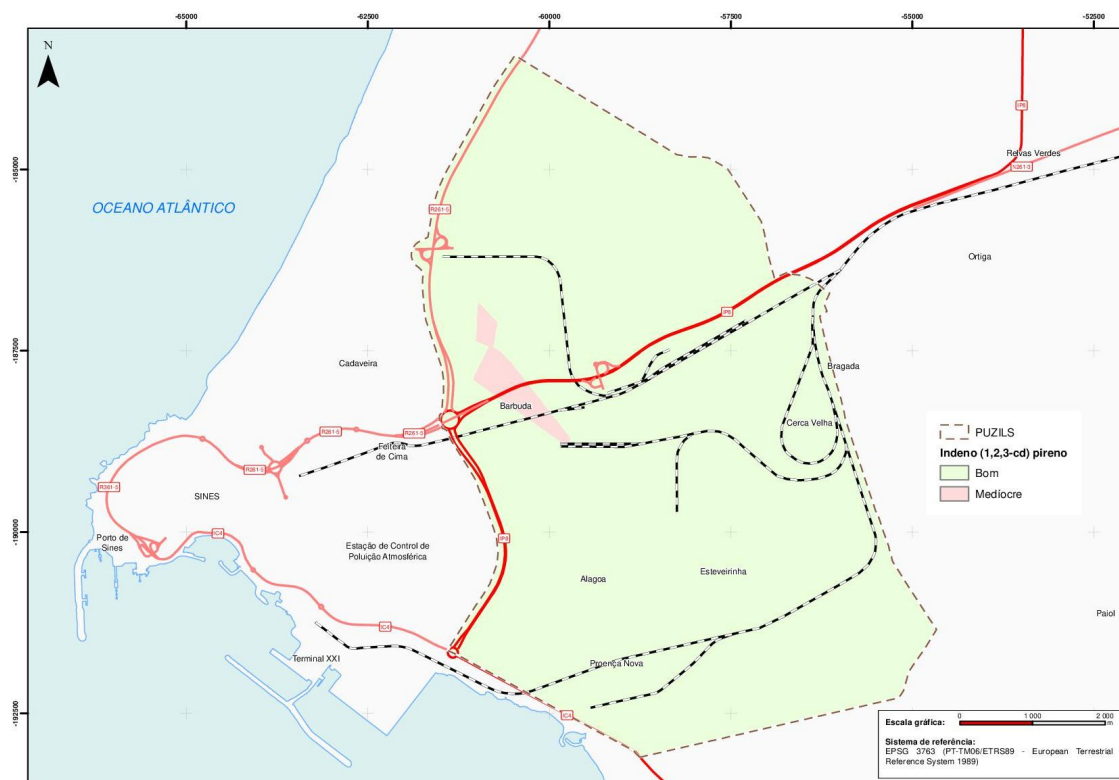 -65000
-62500
-60000
-57500
-55000
-52500
N
IP8
Relvas Verdes
N261-3
-185000
OCEANO ATLÂNTICO
R261-5
Ortiga
IP8
-187500
Cadaveira
Bragada
Barbuda
Cerca Velha
R261-5
R261-5
Feiteira
de Cima
R261-5
R261-5
SINES
PUZILS
Indeno (1,2,3-cd) pireno
Bom
Medíocre
-190000
IC4
IP8
Porto de
Sines
Estação de Control de
Poluição Atmosférica
Alagoa
Esteveirinha
Paiol
IC4
Terminal XXI
Proença Nova
-192500
IC4
Escala gráfica:
0
1 000
2 000
m
Sistema de referência:
EPSG 3763 (PT-TM06/ETRS89 - European Terrestrial
Reference System 1989)